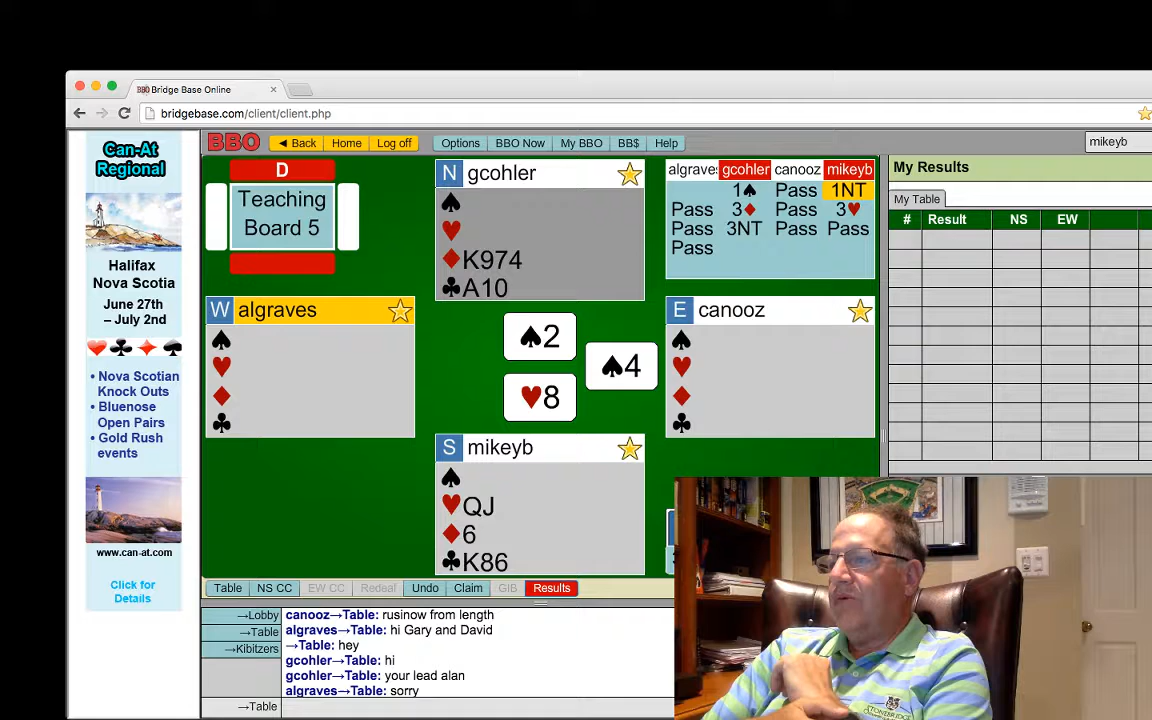 Bridge Base Online
bridgebase.com/client/client.php
Can-At
Regional
Halifax
Nova Scotia
June 27th
– July 2nd
• Nova Scotian
Knock Outs
• Bluenose
Open Pairs
• Gold Rush
events
www.can-at.com
Click for
Details
BBO ◄ Back Home Log off Options BBO Now My BBO BB$ Help mikeyb
D
Teaching
Board 5
N gcohler
♠
♥
♦K974
♣A10
algraves gcohler canooz mikeyb
1♠ Pass 1NT
Pass 3♦ Pass 3♥
Pass 3NT Pass Pass
Pass
W algraves
♠
♥
♦
♣
♠2
♠4
♥8
E canooz
♠
♥
♦
♣
S mikeyb
♠
♥QJ
♦6
♣K86
My Results
My Table
# Result NS EW
Table NS CC EW CC Redeal Undo Claim GIB Results
→Lobby
→Table
→Kibitzers
canooz→Table: rusinow from length
algraves→Table: hi Gary and David
→Table: hey
gcohler→Table: hi
gcohler→Table: your lead alan
algraves→Table: sorry
→Table